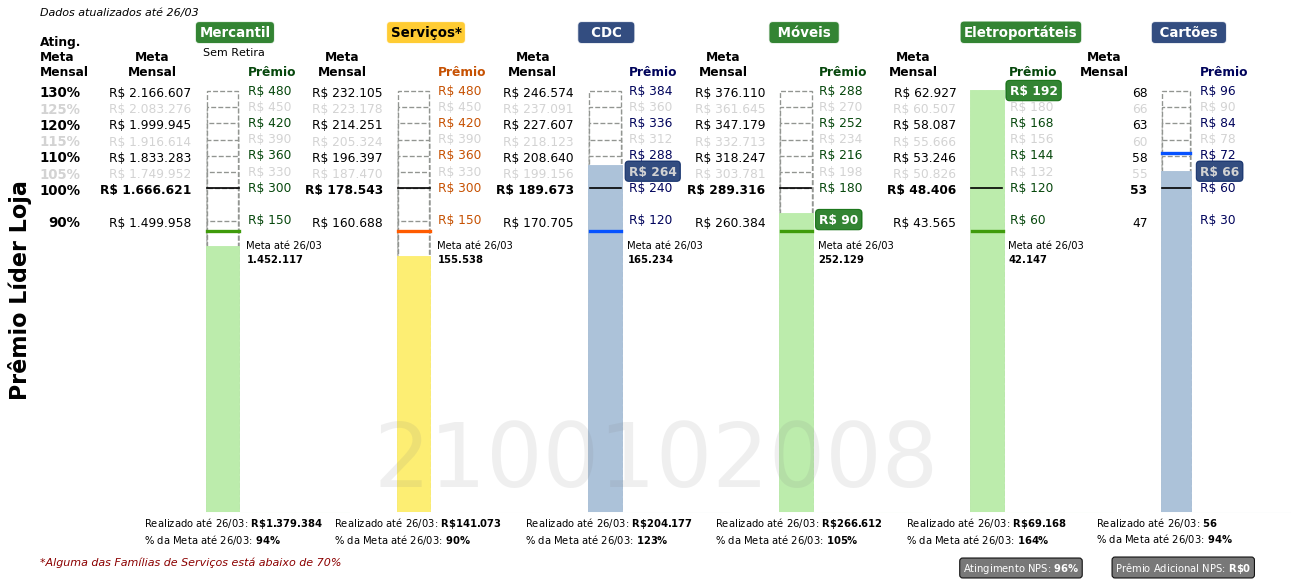 Dados atualizados até 26/03
Mercantil Serviços* CDC Móveis Eletroportáteis Cartões
Sem Retira
Ating. Meta Mensal
Meta Mensal Prêmio Meta Mensal Prêmio Meta Mensal Prêmio Meta Mensal Prêmio Meta Mensal Prêmio Meta Mensal Prêmio
130% R$ 2.166.607 R$ 480 R$ 232.105 R$ 480 R$ 246.574 R$ 384 R$ 376.110 R$ 288 R$ 62.927 R$ 192 68 R$ 96
125% R$ 2.083.276 R$ 450 R$ 223.178 R$ 450 R$ 237.091 R$ 360 R$ 361.645 R$ 270 R$ 60.507 R$ 180 66 R$ 90
120% R$ 1.999.945 R$ 420 R$ 214.251 R$ 420 R$ 227.607 R$ 336 R$ 347.179 R$ 252 R$ 58.087 R$ 168 63 R$ 84
115% R$ 1.916.614 R$ 390 R$ 205.324 R$ 390 R$ 218.123 R$ 312 R$ 332.713 R$ 234 R$ 55.666 R$ 156 60 R$ 78
110% R$ 1.833.283 R$ 360 R$ 196.397 R$ 360 R$ 208.640 R$ 288 R$ 318.247 R$ 216 R$ 53.246 R$ 144 58 R$ 72
105% R$ 1.749.952 R$ 330 R$ 187.470 R$ 330 R$ 199.156 R$ 264 R$ 303.781 R$ 198 R$ 50.826 R$ 132 55 R$ 66
100% R$ 1.666.621 R$ 300 R$ 178.543 R$ 300 R$ 189.673 R$ 240 R$ 289.316 R$ 180 R$ 48.406 R$ 120 53 R$ 60
90% R$ 1.499.958 R$ 150 R$ 160.688 R$ 150 R$ 170.705 R$ 120 R$ 260.384 R$ 90 R$ 43.565 R$ 60 47 R$ 30
Meta até 26/03 Meta até 26/03 Meta até 26/03 Meta até 26/03 Meta até 26/03
1.452.117 155.538 165.234 252.129 42.147
Prêmio Líder Loja
2100102008
Realizado até 26/03: R$1.379.384 Realizado até 26/03: R$141.073 Realizado até 26/03: R$204.177 Realizado até 26/03: R$266.612 Realizado até 26/03: R$69.168 Realizado até 26/03: 56
% da Meta até 26/03: 94% % da Meta até 26/03: 90% % da Meta até 26/03: 123% % da Meta até 26/03: 105% % da Meta até 26/03: 164% % da Meta até 26/03: 94%
*Alguma das Famílias de Serviços está abaixo de 70%
Atingimento NPS: 96% Prêmio Adicional NPS: R$0